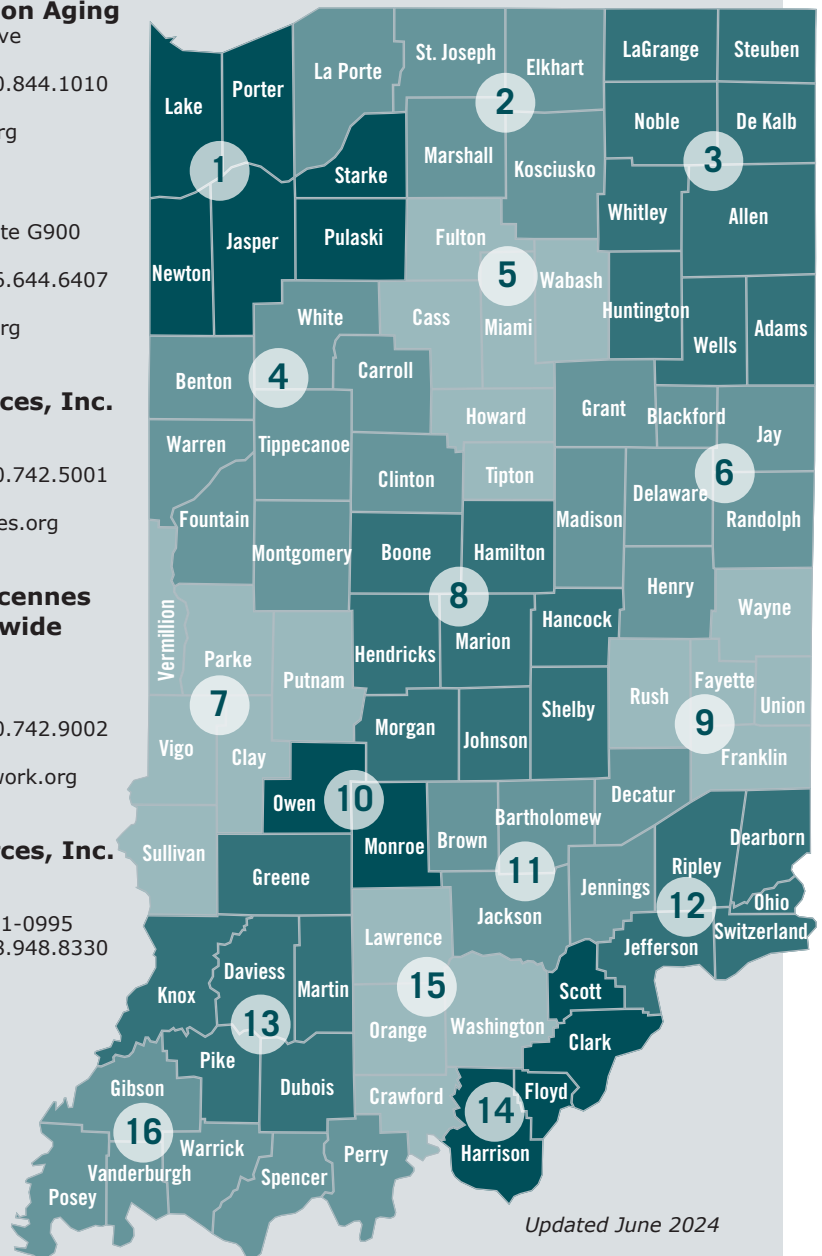 on Aging
ve
0.844.1010
rg
te G900
6.644.6407
rg
ces, Inc.
0.742.5001
es.org
cennes
wide
0.742.9002
work.org
rces, Inc.
1-0995
3.948.8330
Lake
Porter
La Porte
St. Joseph
Elkhart
LaGrange
Steuben
2
Noble
De Kalb
1
Starke
Marshall
Kosciusko
3
Newton
Jasper
Pulaski
Fulton
Whitley
Allen
5
Wabash
White
Cass
Miami
Huntington
Wells
Adams
Benton
4
Carroll
Howard
Grant
Blackford
Jay
Warren
Tippecanoe
Clinton
Tipton
6
Fountain
Madison
Delaware
Randolph
Montgomery
Boone
Hamilton
Vermillion
8
Hancock
Henry
Wayne
Parke
Putnam
Hendricks
Marion
7
Rush
Fayette
Union
9
Vigo
Clay
Morgan
Johnson
Shelby
Franklin
Owen
10
Decatur
Sullivan
Greene
Monroe
Brown
Bartholomew
11
Jennings
Ripley
Dearborn
12
Ohio
Jackson
Jefferson
Switzerland
Knox
Daviess
Martin
Lawrence
15
Scott
13
Orange
Washington
Clark
Pike
Gibson
Dubois
Crawford
14
Floyd
16
Warrick
Perry
Harrison
Vanderburgh
Posey
Spencer
Updated June 2024